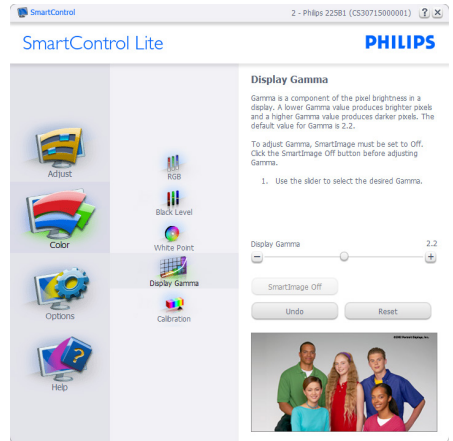 SmartControl
2 - Philips 225B1 (CS30715000001)
? ×
SmartControl Lite
PHILIPS
Adjust
Color
Options
Help
RGB
Black Level
White Point
Display Gamma
Calibration
Display Gamma
Gamma is a component of the pixel brightness in a
display. A lower Gamma value produces brighter pixels
and a higher Gamma value produces darker pixels. The
default value for Gamma is 2.2.
To adjust Gamma, SmartImage must be set to Off.
Click the SmartImage Off button before adjusting
Gamma.
1. Use the slider to select the desired Gamma.
Display Gamma 2.2
− +
SmartImage Off
Undo Reset